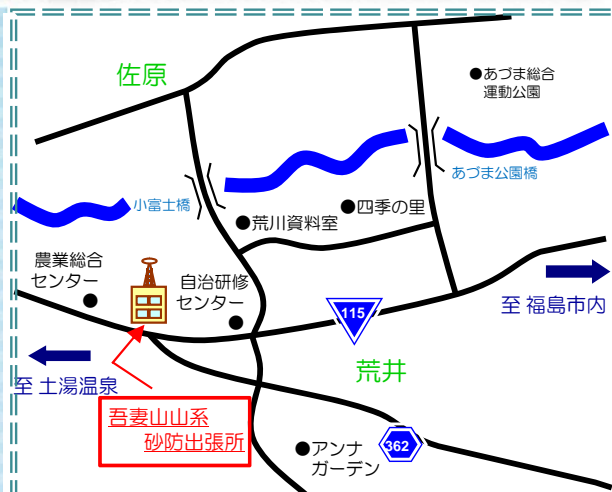 佐原
あづま総合
運動公園
あづま公園橋
小富士橋
四季の里
荒川資料室
農業総合
センター
自治研修
センター
115
至 福島市内
至 土湯温泉
荒井
吾妻山山系
砂防出張所
362
アンナ
ガーデン